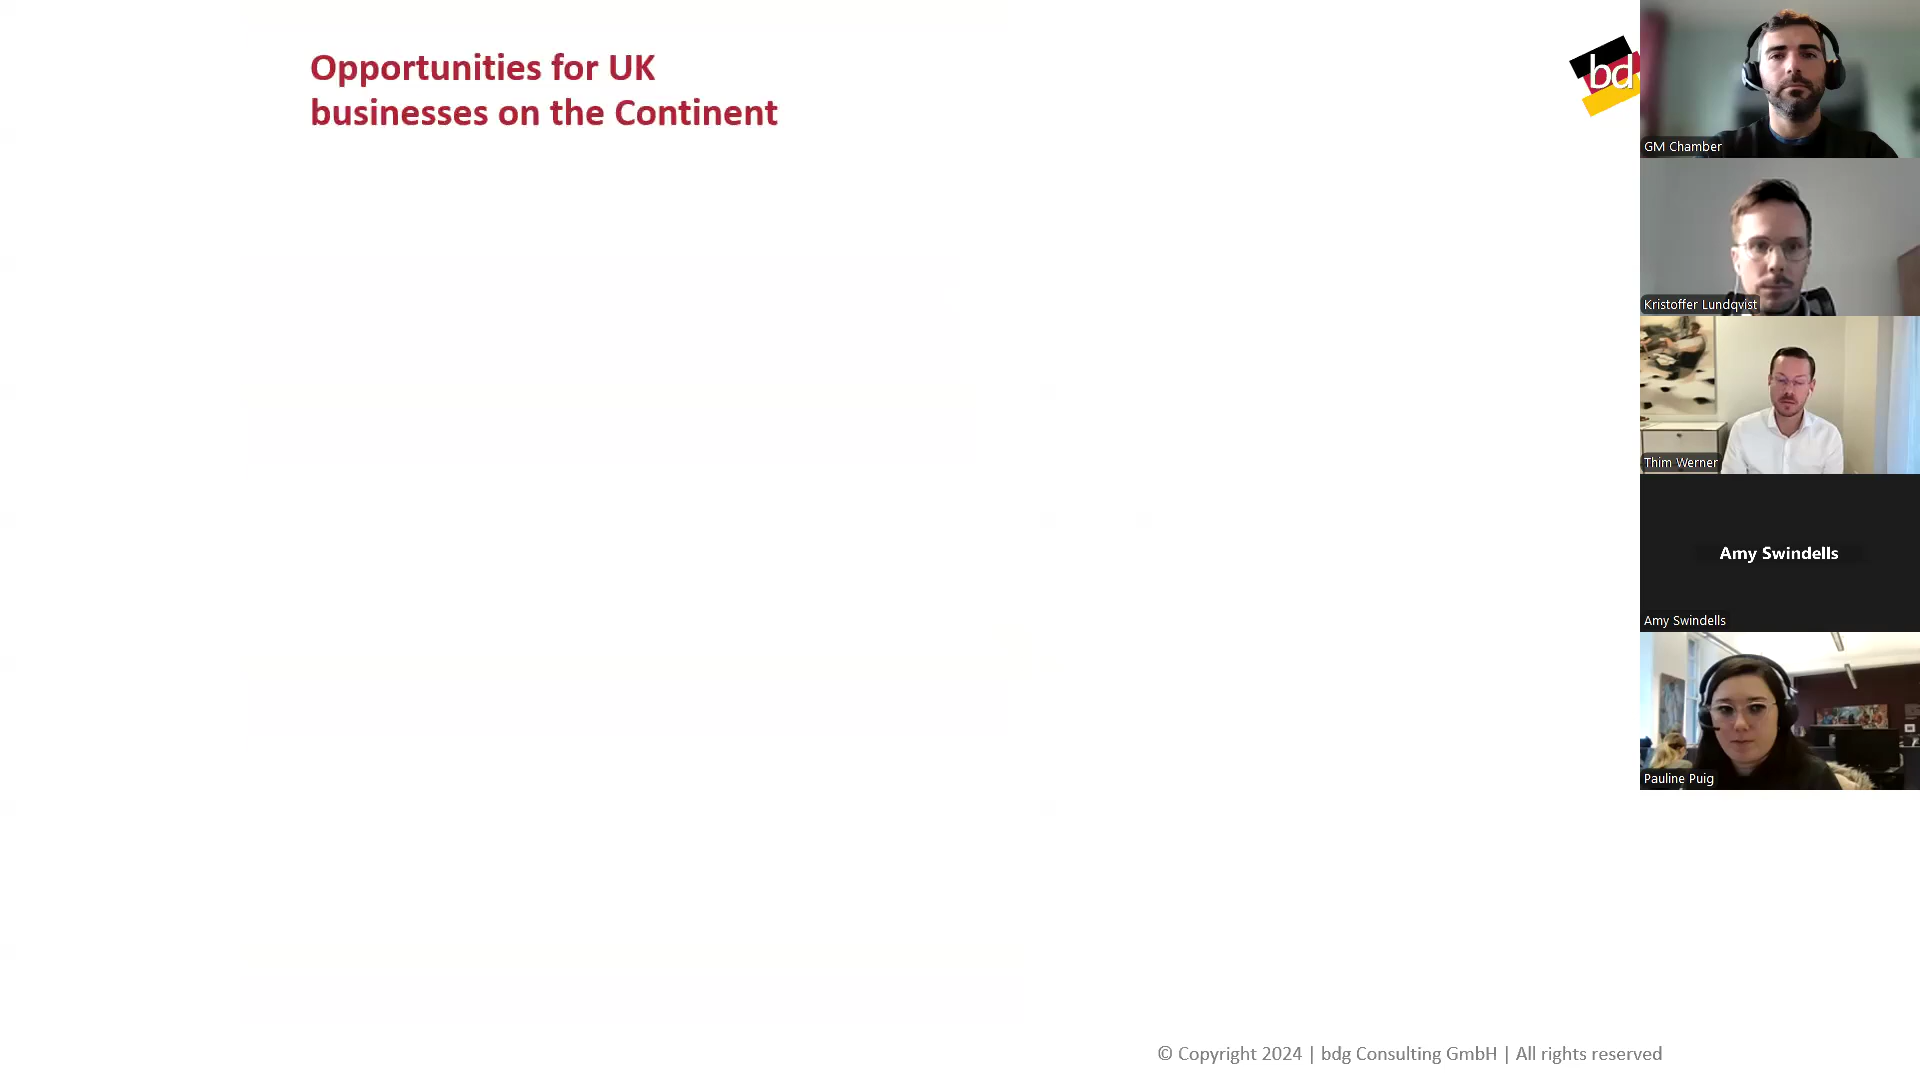 Opportunities for UK
businesses on the Continent
bd
GM Chamber
Kristoffer Lundqvist
Thim Werner
Amy Swindells
Amy Swindells
Pauline Puig
© Copyright 2024 | bdg Consulting GmbH | All rights reserved